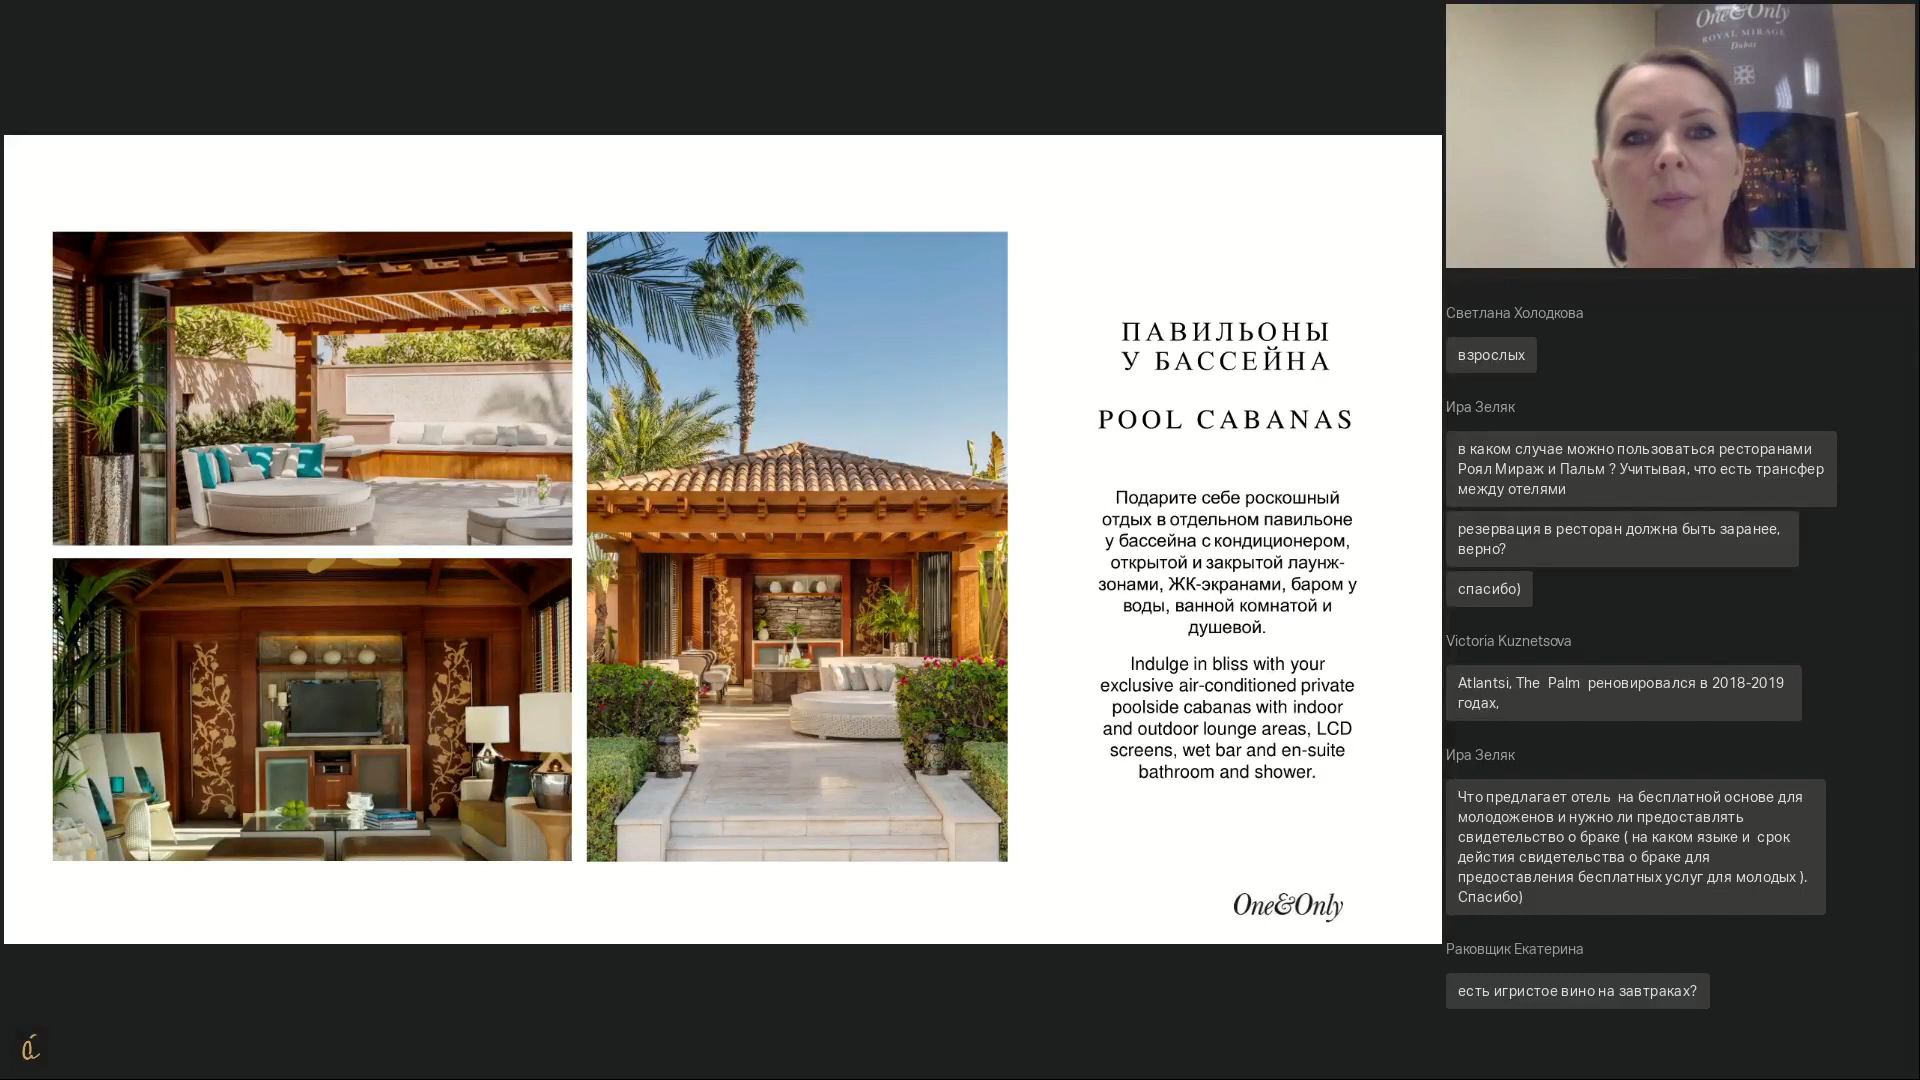 ПАВИЛЬОНЫ
У БАССЕЙНА
POOL CABANAS
Подарите себе роскошный
отдых в отдельном павильоне
у бассейна с кондиционером,
открытой и закрытой лаунж-
зонами, ЖК-экранами, баром у
воды, ванной комнатой и
душевой.
Indulge in bliss with your
exclusive air-conditioned private
poolside cabanas with indoor
and outdoor lounge areas, LCD
screens, wet bar and en-suite
bathroom and shower.
One&Only
One&Only
ROYAL MIRAGE
Dubai
Светлана Холодкова
взрослых
Ира Зеляк
в каком случае можно пользоваться ресторанами
Роял Мираж и Пальм ? Учитывая, что есть трансфер
между отелями
резервация в ресторан должна быть заранее,
верно?
спасибо)
Victoria Kuznetsova
Atlantsi, The Palm реновировался в 2018-2019
годах,
Ира Зеляк
Что предлагает отель на бесплатной основе для
молодоженов и нужно ли предоставлять
свидетельство о браке ( на каком языке и срок
дейстия свидетельства о браке для
предоставления бесплатных услуг для молодых ).
Спасибо)
Раковщик Екатерина
есть игристое вино на завтраках?
á